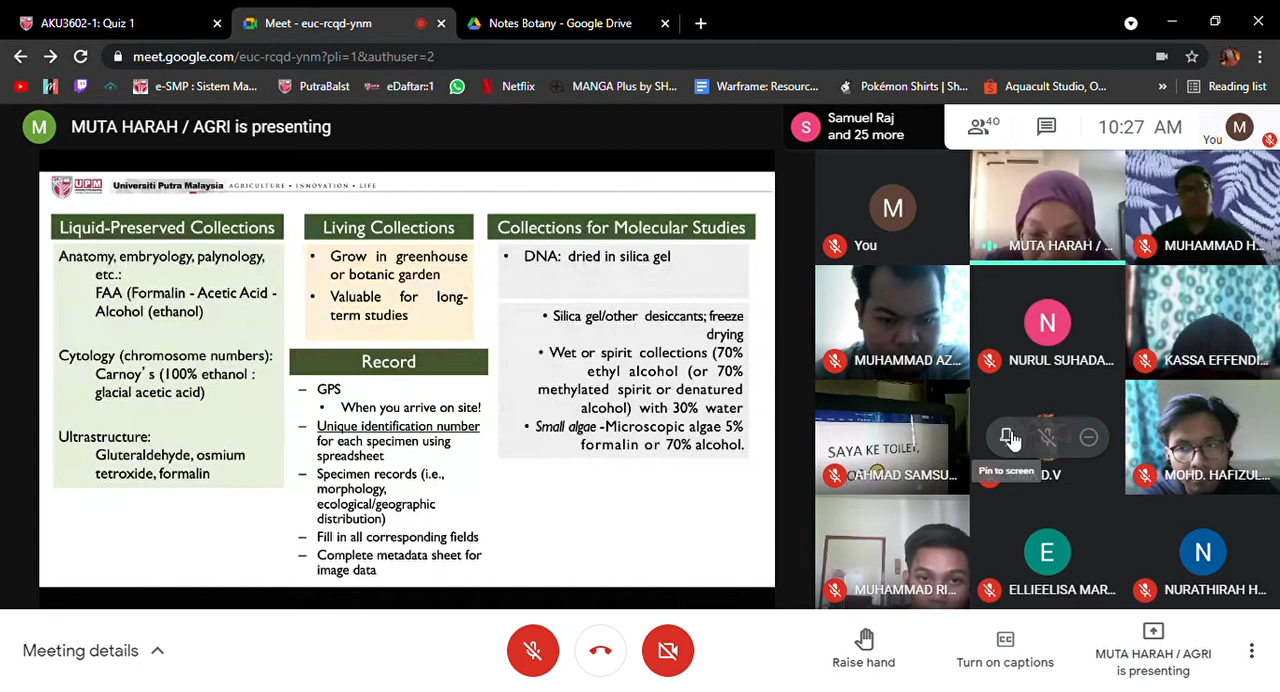 AKU3602-1: Quiz 1
Meet - euc-rcqd-ynm
Notes Botany - Google Drive
meet.google.com/euc-rcqd-ynm?pli=1&authuser=2
e-SMP : Sistem Ma...
PutraBalst
eDaftar::1
Netflix
MANGA Plus by SH...
Warframe: Resourc...
Pokémon Shirts | Sh...
Aquacult Studio, O...
»
Reading list
M
MUTA HARAH / AGRI is presenting
S
Samuel Raj
and 25 more
40
10:27 AM
You
M
UPM
Universiti Putra Malaysia
AGRICULTURE • INNOVATION • LIFE
Liquid-Preserved Collections
Anatomy, embryology, palynology,
etc.:
FAA (Formalin - Acetic Acid -
Alcohol (ethanol)
Cytology (chromosome numbers):
Carnoy's (100% ethanol :
glacial acetic acid)
Ultrastructure:
Gluteraldehyde, osmium
tetroxide, formalin
Living Collections
• Grow in greenhouse
or botanic garden
• Valuable for long-
term studies
Record
– GPS
• When you arrive on site!
– Unique identification number
for each specimen using
spreadsheet
– Specimen records (i.e.,
morphology,
ecological/geographic
distribution)
– Fill in all corresponding fields
– Complete metadata sheet for
image data
Collections for Molecular Studies
• DNA: dried in silica gel
• Silica gel/other desiccants; freeze
drying
• Wet or spirit collections (70%
ethyl alcohol (or 70%
methylated spirit or denatured
alcohol) with 30% water
• Small algae -Microscopic algae 5%
formalin or 70% alcohol.
M
You
MUTA HARAH / ...
MUHAMMAD H...
MUHAMMAD AZ...
N
NURUL SUHADA...
KASSA EFFENDI...
SAYA KE TOILET,
AHMAD SAMSU...
Pin to screen
D.V
MOHD. HAFIZUL...
MUHAMMAD RI...
E
ELLIEELISA MAR...
N
NURATHIRAH H...
Meeting details
Raise hand
CC
Turn on captions
MUTA HARAH / AGRI
is presenting